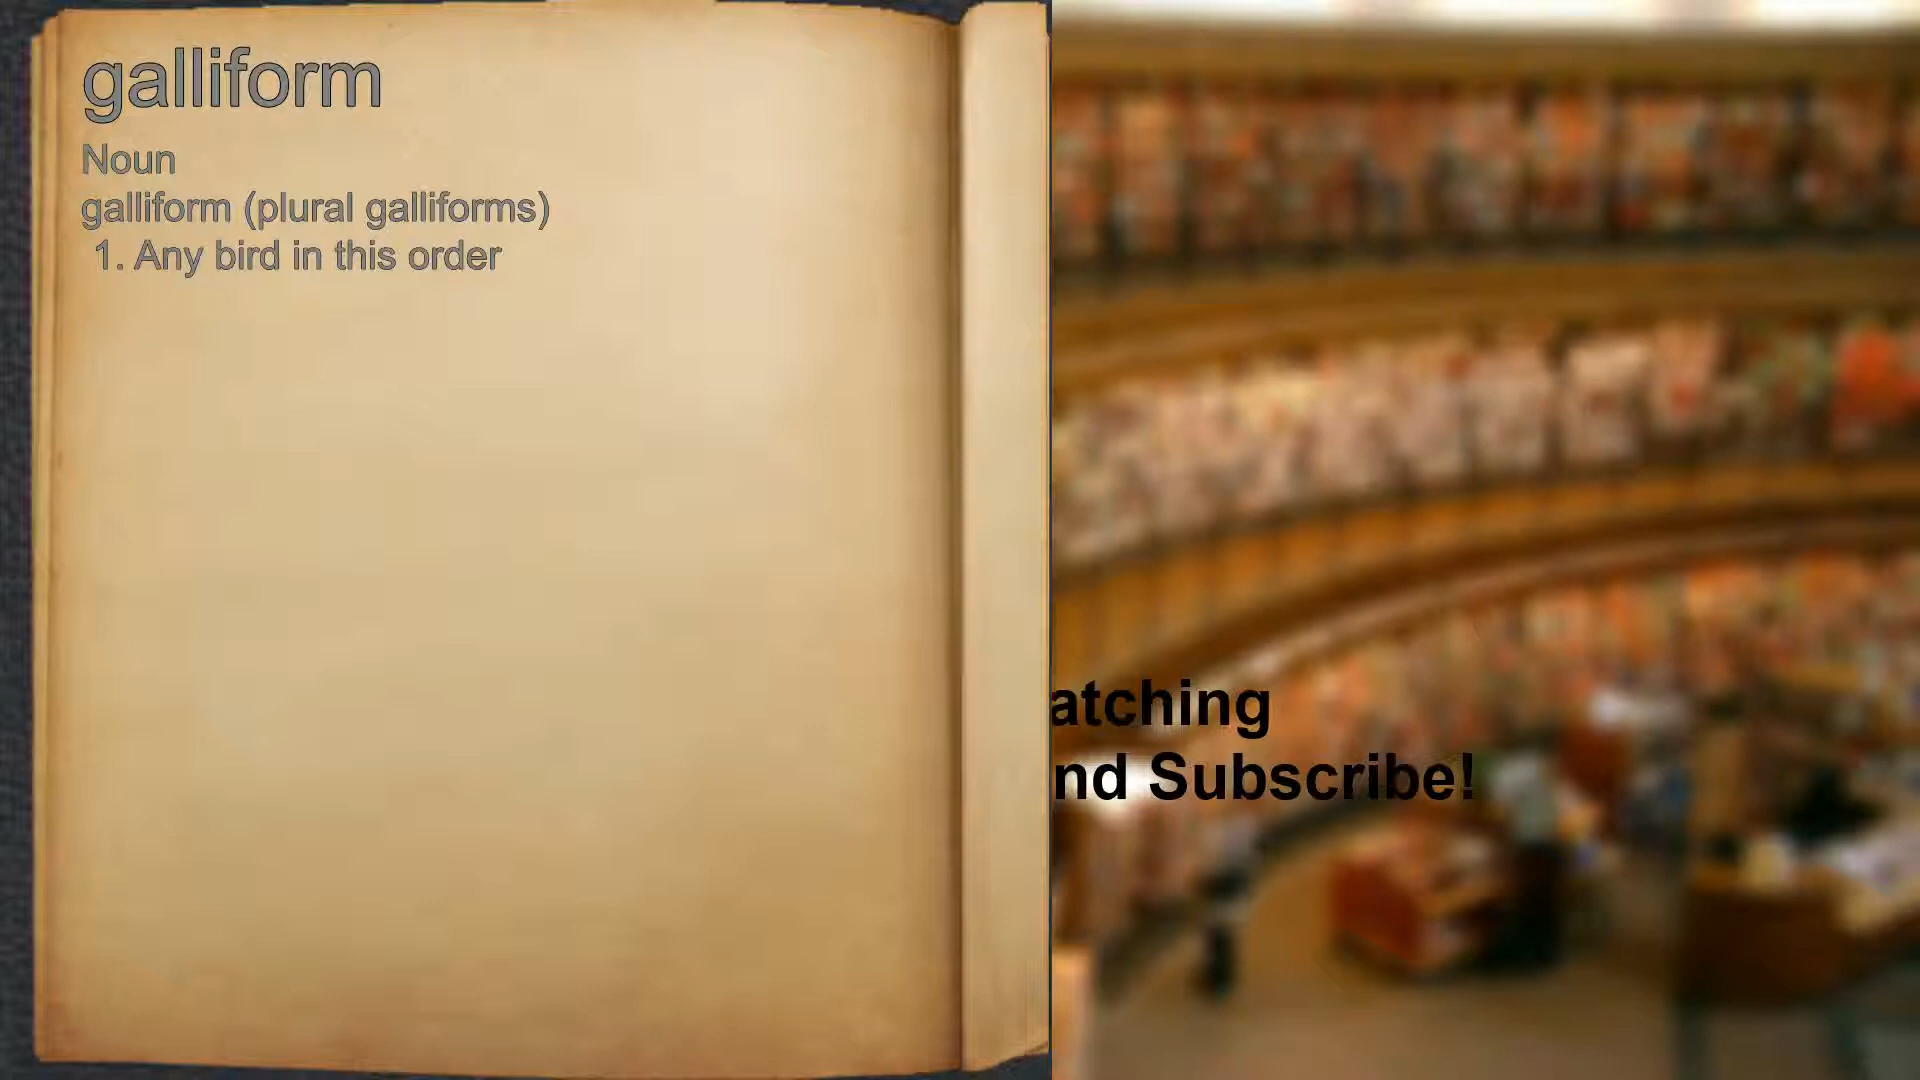 galliform
Noun
galliform (plural galliforms)
1. Any bird in this order
atching
nd Subscribe!